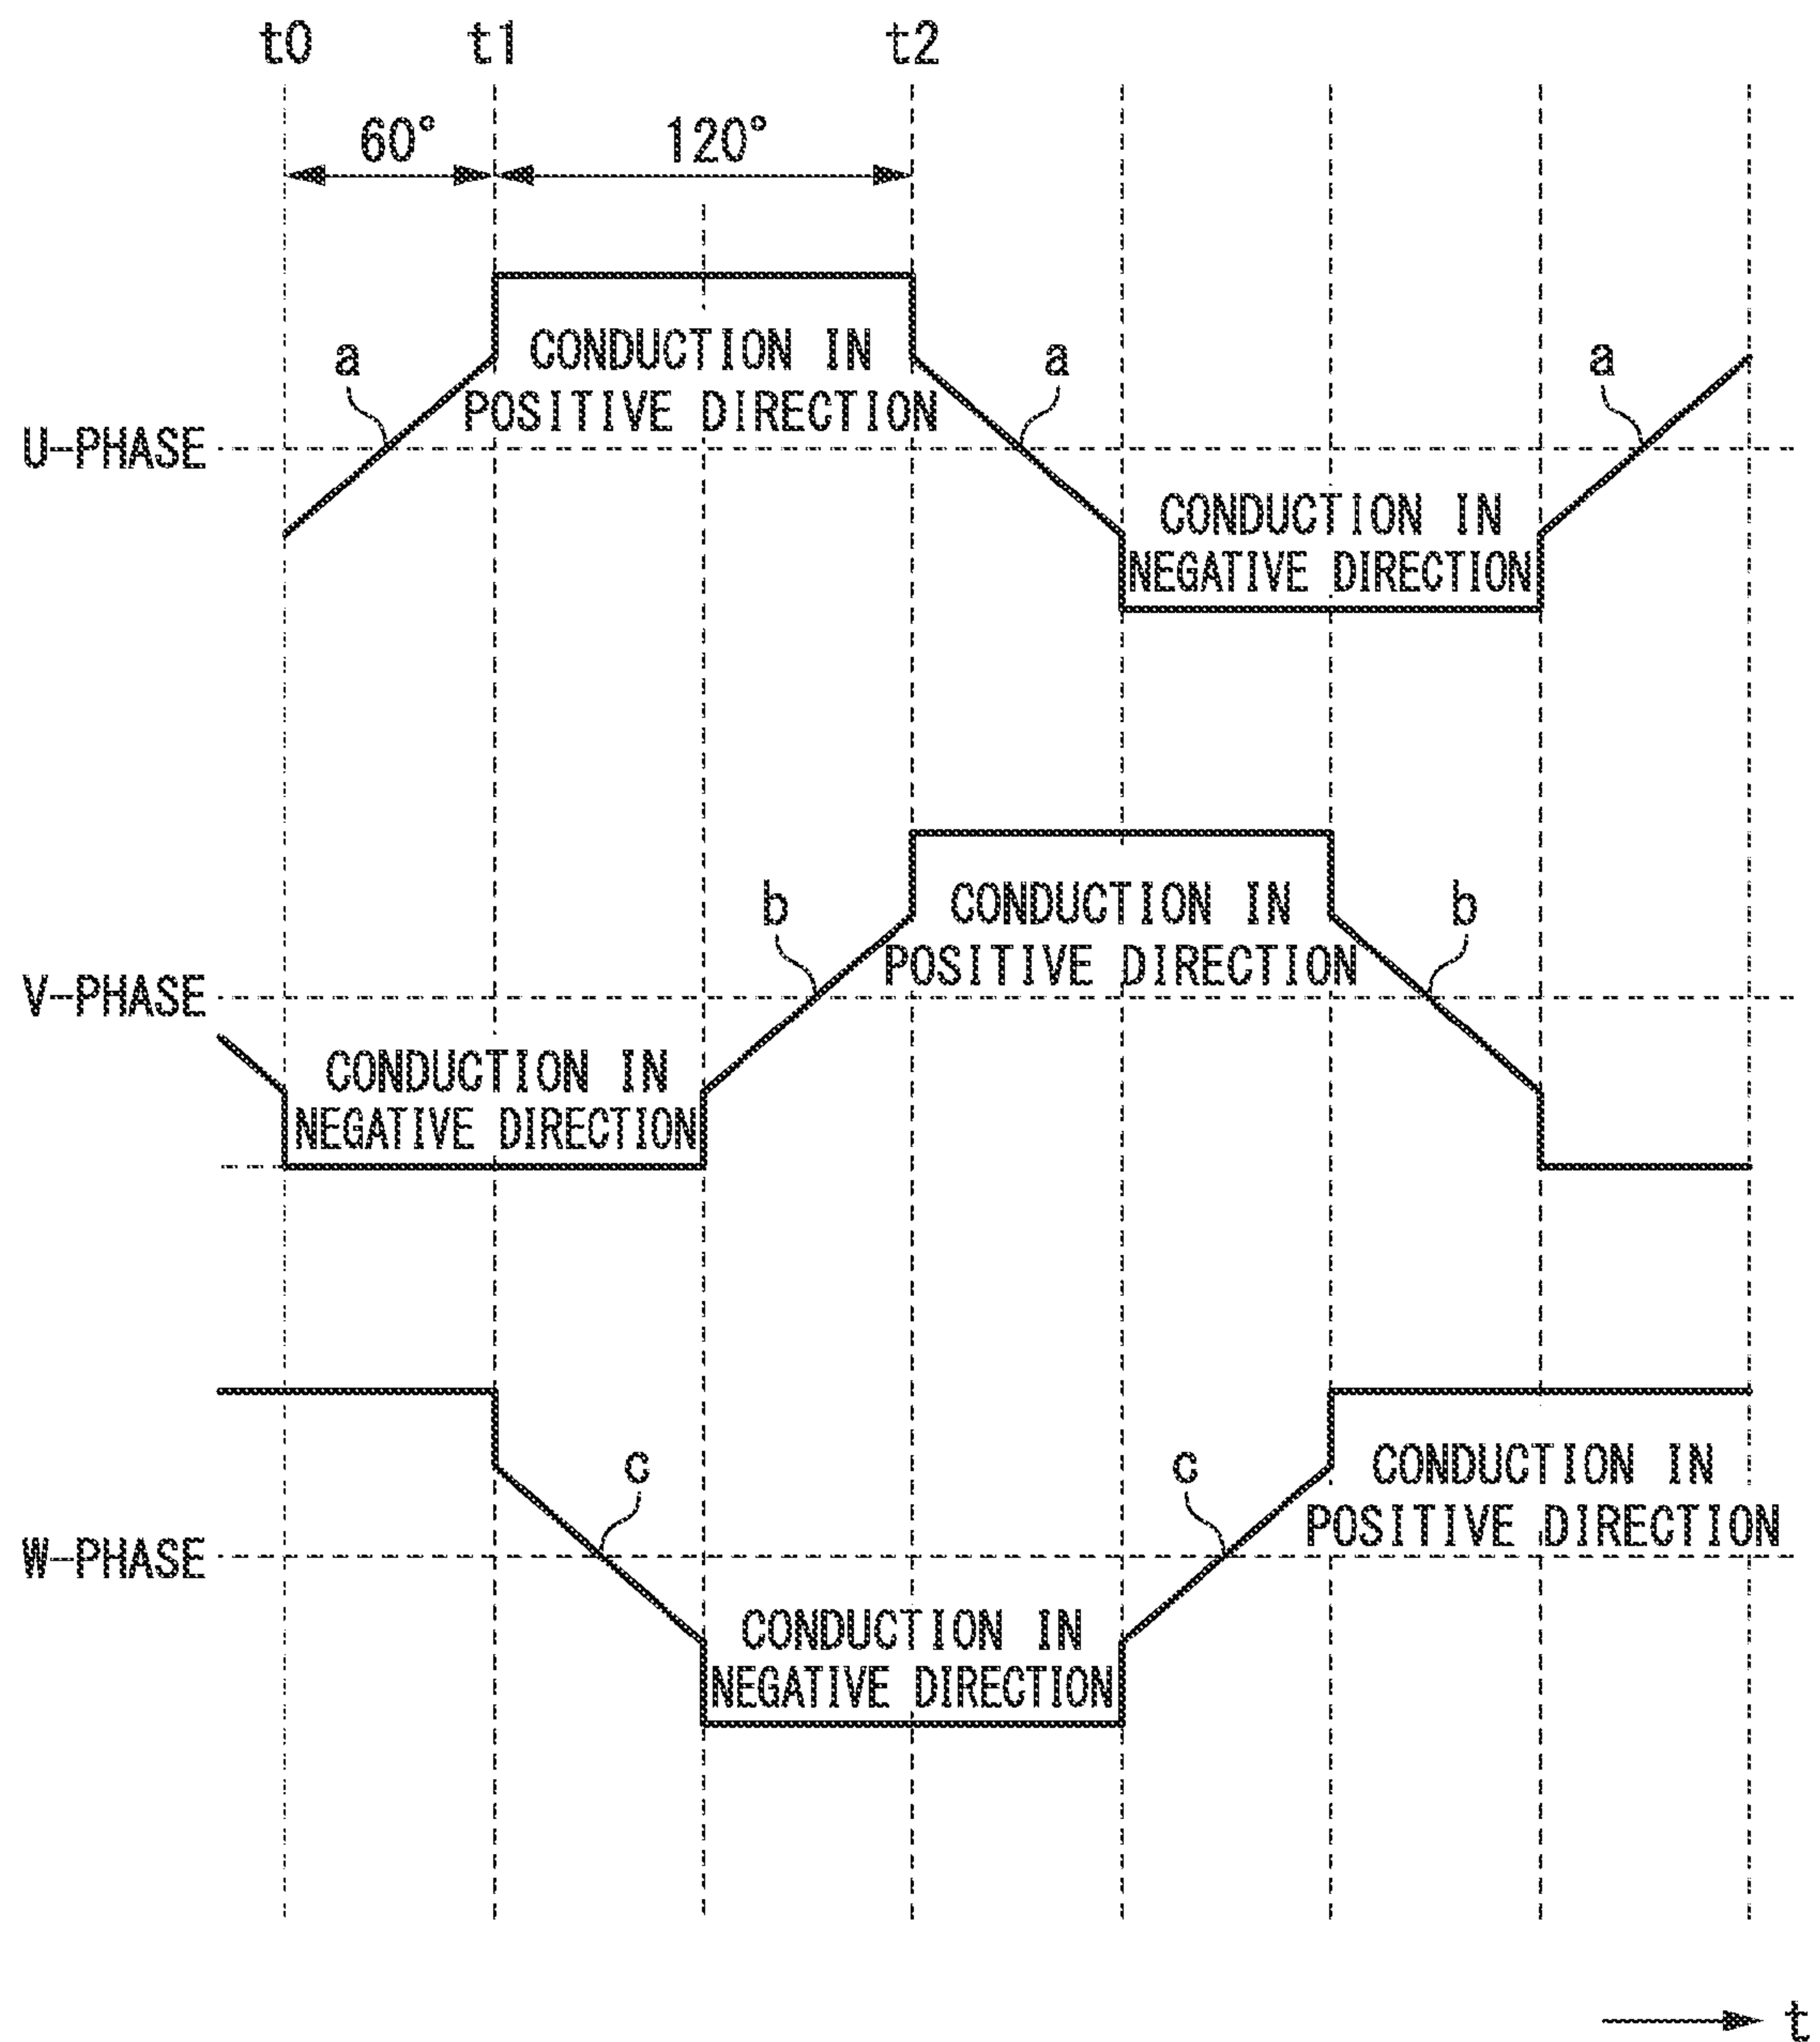 t0 t1 t2
60° 120°
a CONDUCTION IN a a
POSITIVE DIRECTION
U-PHASE
CONDUCTION IN
NEGATIVE DIRECTION
b CONDUCTION IN b
POSITIVE DIRECTION
V-PHASE
CONDUCTION IN
NEGATIVE DIRECTION
c c CONDUCTION IN
POSITIVE DIRECTION
W-PHASE
CONDUCTION IN
NEGATIVE DIRECTION
t